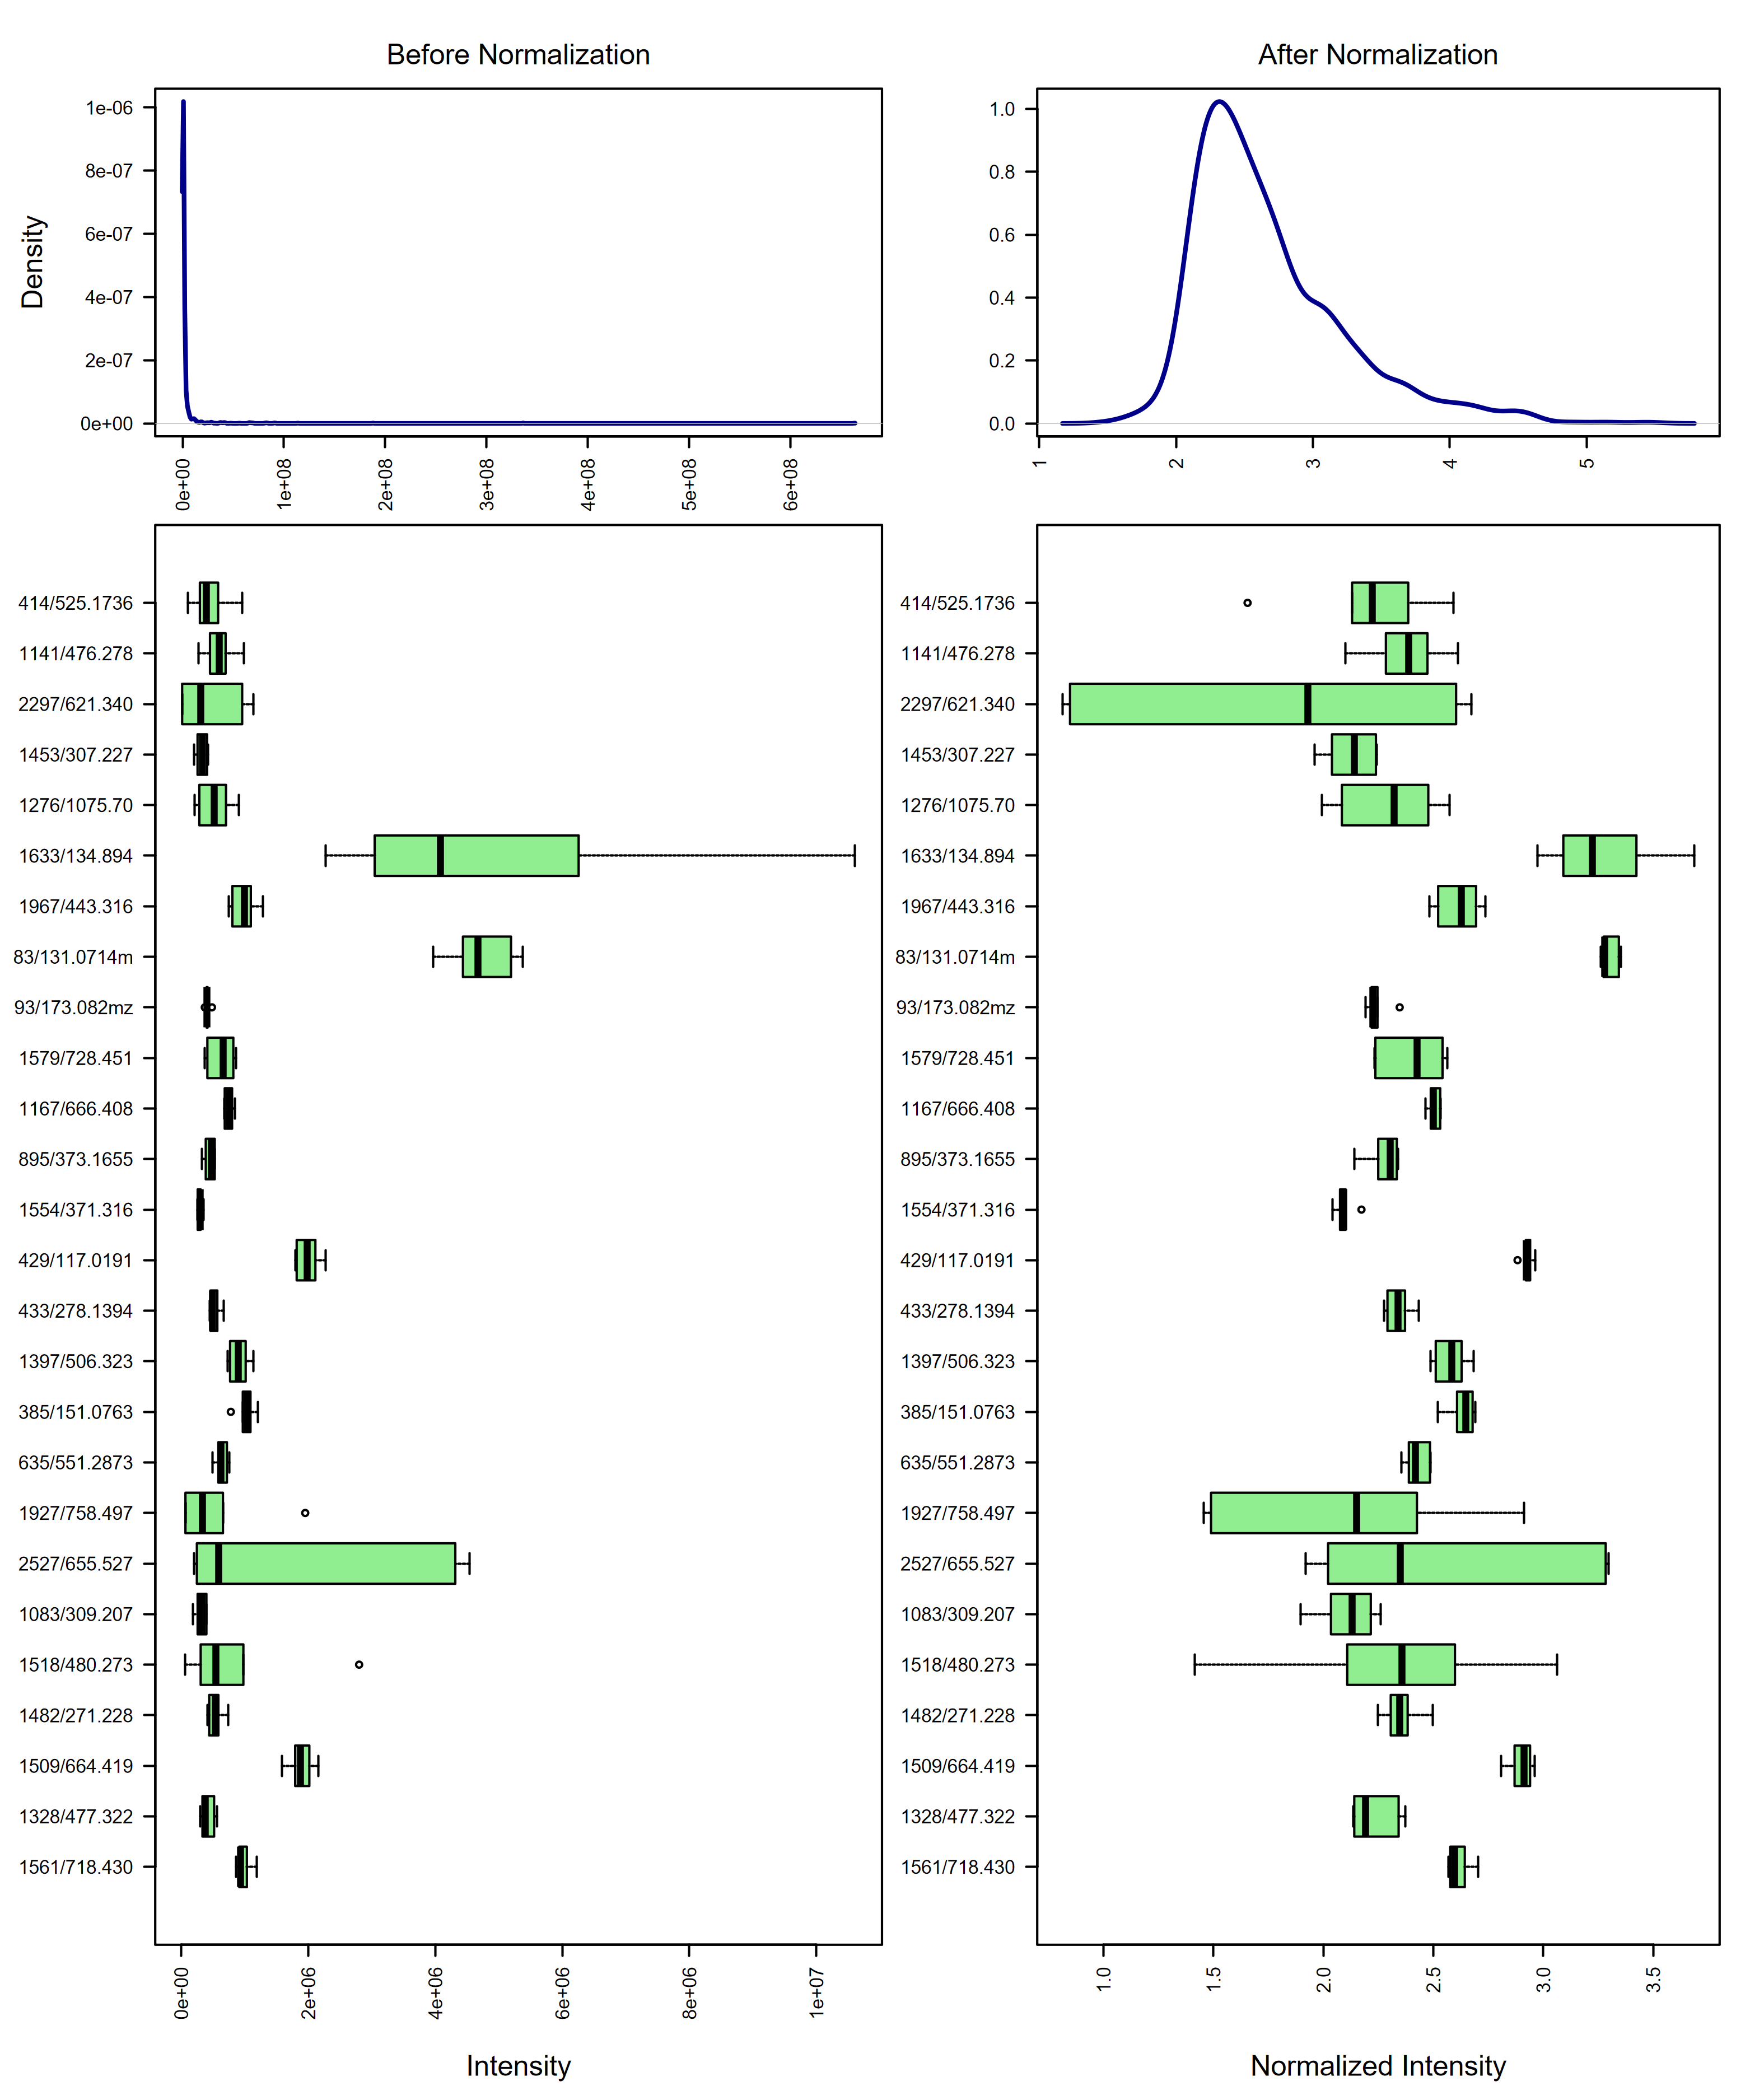 Before Normalization
After Normalization
Density
1e-06
8e-07
6e-07
4e-07
2e-07
0e+00
0e+00
1e+08
2e+08
3e+08
4e+08
5e+08
6e+08
1.0
0.8
0.6
0.4
0.2
0.0
1
2
3
4
5
414/525.1736
1141/476.278
2297/621.340
1453/307.227
1276/1075.70
1633/134.894
1967/443.316
83/131.0714m
93/173.082mz
1579/728.451
1167/666.408
895/373.1655
1554/371.316
429/117.0191
433/278.1394
1397/506.323
385/151.0763
635/551.2873
1927/758.497
2527/655.527
1083/309.207
1518/480.273
1482/271.228
1509/664.419
1328/477.322
1561/718.430
0e+00
2e+06
4e+06
6e+06
8e+06
1e+07
Intensity
414/525.1736
1141/476.278
2297/621.340
1453/307.227
1276/1075.70
1633/134.894
1967/443.316
83/131.0714m
93/173.082mz
1579/728.451
1167/666.408
895/373.1655
1554/371.316
429/117.0191
433/278.1394
1397/506.323
385/151.0763
635/551.2873
1927/758.497
2527/655.527
1083/309.207
1518/480.273
1482/271.228
1509/664.419
1328/477.322
1561/718.430
1.0
1.5
2.0
2.5
3.0
3.5
Normalized Intensity